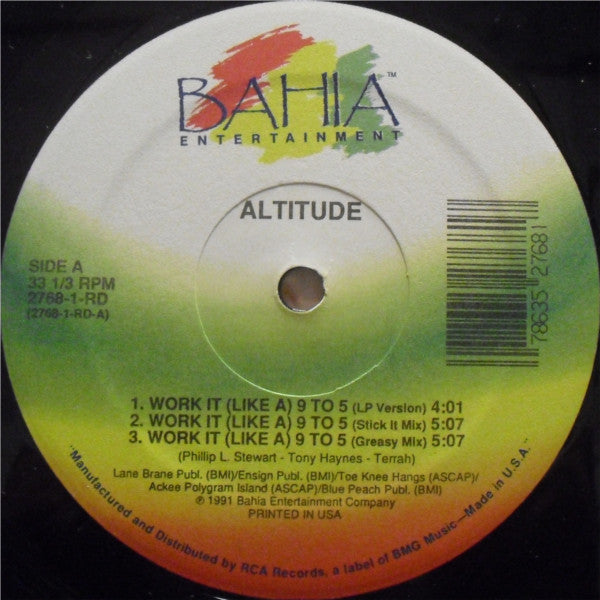 BAHIA™
ENTERTAINMENT
ALTITUDE
SIDE A
33 1/3 RPM
2768-1-RD
(2768-1-RD-A)
78635 27681
1. WORK IT (LIKE A) 9 TO 5 (LP Version) 4:01
2. WORK IT (LIKE A) 9 TO 5 (Stick It Mix) 5:07
3. WORK IT (LIKE A) 9 TO 5 (Greasy Mix) 5:07
(Phillip L. Stewart - Tony Haynes - Terrah)
Lane Brane Publ. (BMI)/Ensign Publ. (BMI)/Toe Knee Hangs (ASCAP)/
Ackee Polygram Island (ASCAP)/Blue Peach Publ. (BMI)
℗ 1991 Bahia Entertainment Company
PRINTED IN USA
"Manufactured and Distributed by RCA Records, a label of BMG Music—Made in U.S.A."